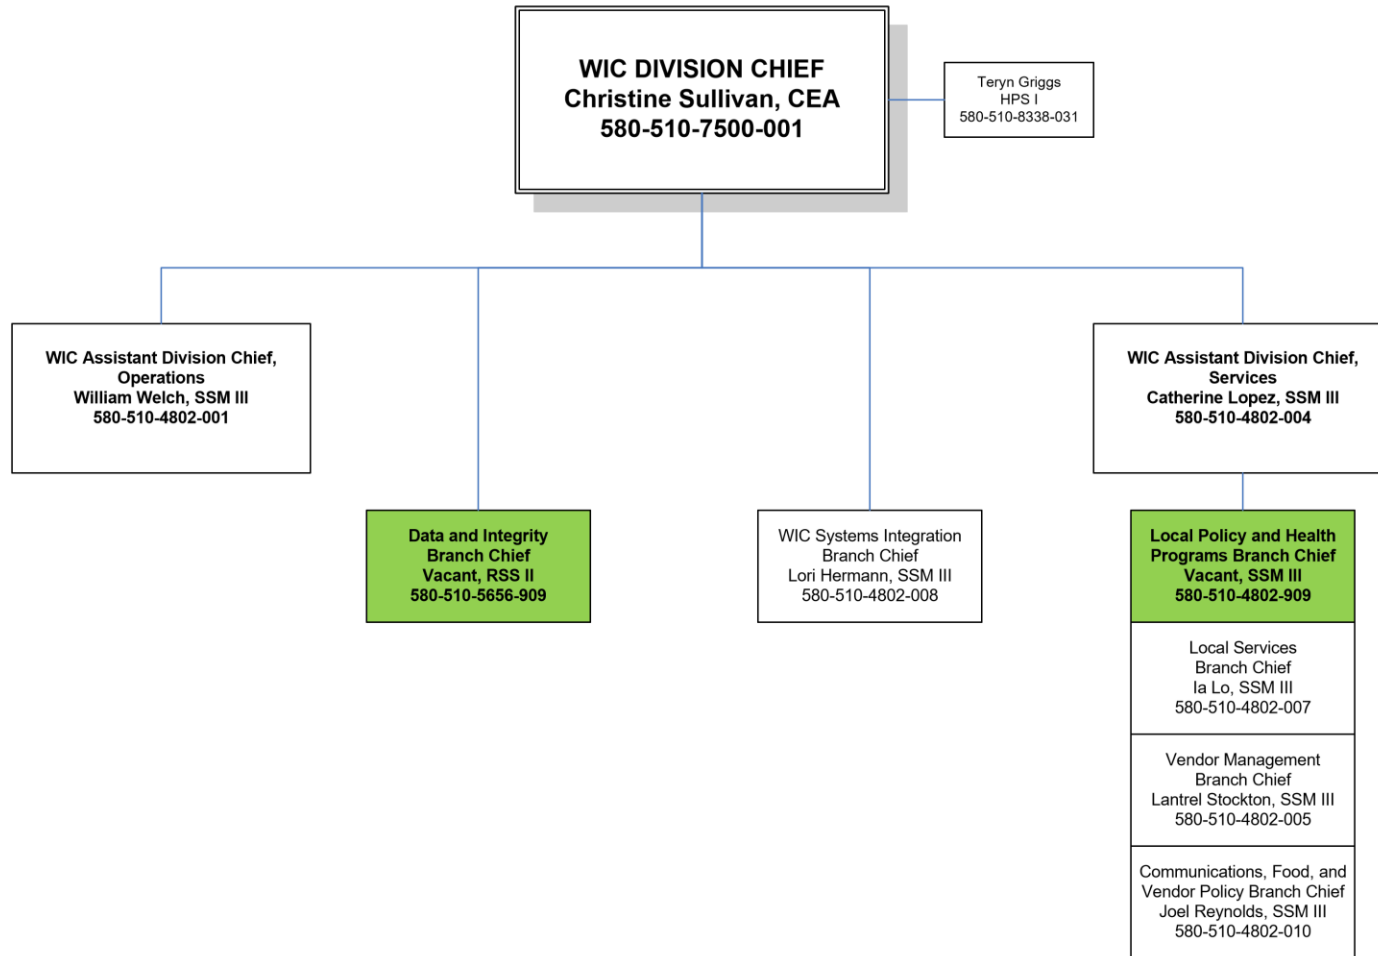 WIC DIVISION CHIEF
Christine Sullivan, CEA
580-510-7500-001
Teryn Griggs
HPS I
580-510-8338-031
WIC Assistant Division Chief,
Operations
William Welch, SSM III
580-510-4802-001
WIC Assistant Division Chief,
Services
Catherine Lopez, SSM III
580-510-4802-004
Data and Integrity
Branch Chief
Vacant, RSS II
580-510-5656-909
WIC Systems Integration
Branch Chief
Lori Hermann, SSM III
580-510-4802-008
Local Policy and Health
Programs Branch Chief
Vacant, SSM III
580-510-4802-909
Local Services
Branch Chief
Ia Lo, SSM III
580-510-4802-007
Vendor Management
Branch Chief
Lantrel Stockton, SSM III
580-510-4802-005
Communications, Food, and
Vendor Policy Branch Chief
Joel Reynolds, SSM III
580-510-4802-010